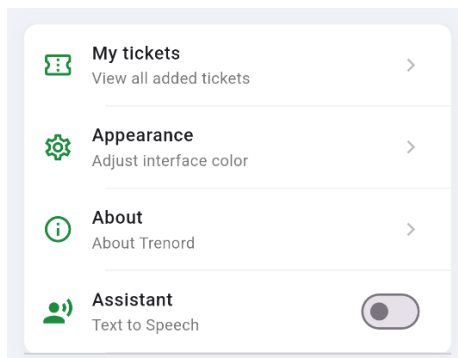 My tickets
View all added tickets
Appearance
Adjust interface color
About
About Trenord
Assistant
Text to Speech